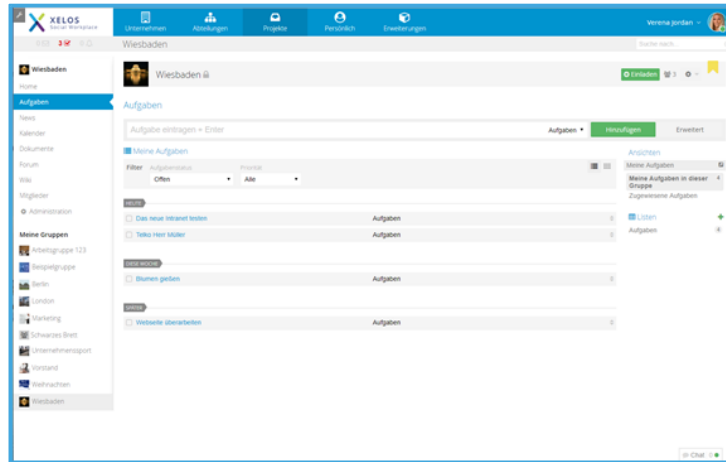 XELOS
Social Workplace
Unternehmen
Abteilungen
Projekte
Persönlich
Erweiterungen
Verena Jordan
3
Wiesbaden
Suche nach
Wiesbaden
Home
Aufgaben
News
Kalender
Dokumente
Forum
Wiki
Mitglieder
Administration
Meine Gruppen
Arbeitsgruppe 123
Beispielgruppe
Berlin
London
Marketing
Schwarzes Brett
Unternehmenssport
Vorstand
Weihnachten
Wiesbaden
Wiesbaden
Einladen
3
Aufgaben
Aufgabe eintragen + Enter
Aufgaben
Hinzufügen
Erweitert
Meine Aufgaben
Filter
Aufgabenstatus
Offen
Priorität
Alle
HEUTE
Das neue Intranet testen
Aufgaben
Telko Herr Müller
Aufgaben
DIESE WOCHE
Blumen gießen
Aufgaben
SPÄTER
Webseite überarbeiten
Aufgaben
Ansichten
Meine Aufgaben
Meine Aufgaben in dieser
Gruppe
4
Zugewiesene Aufgaben
Listen
Aufgaben
Chat